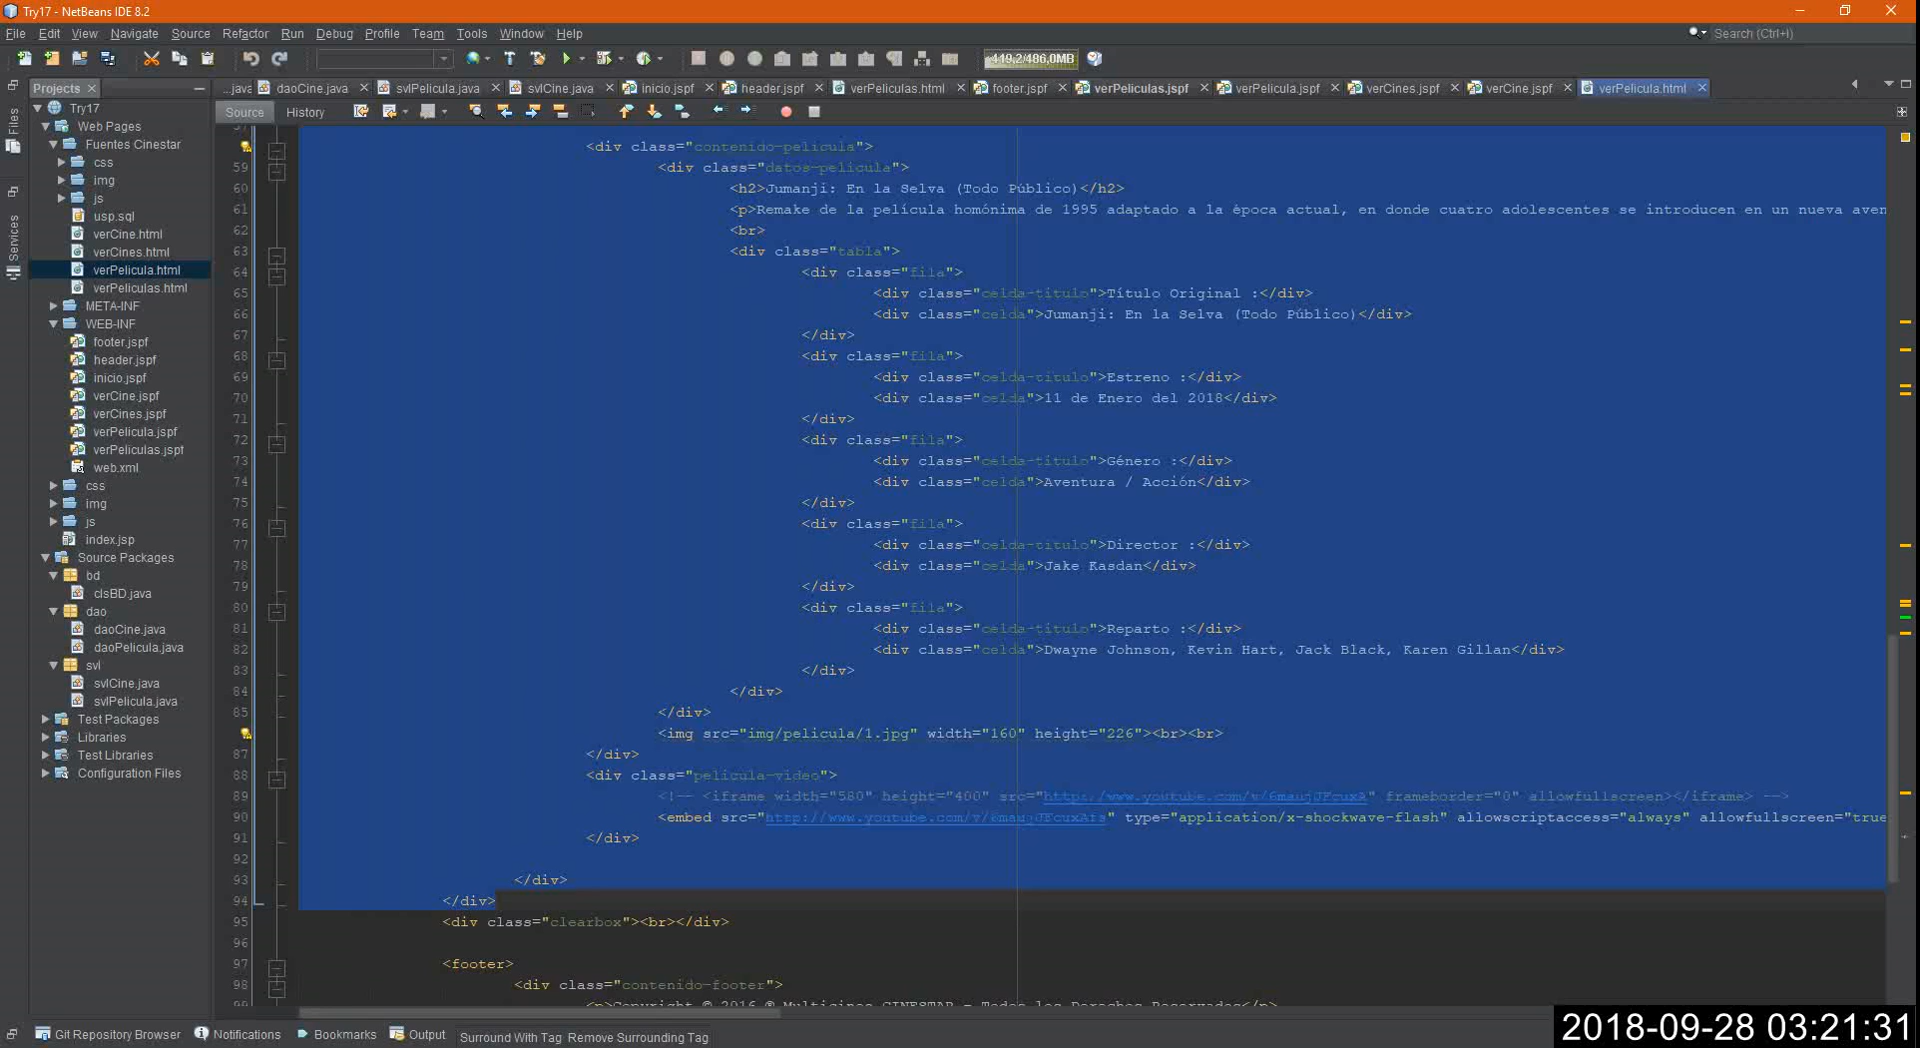 Try17 - NetBeans IDE 8.2
File Edit View Navigate Source Refactor Run Debug Profile Team Tools Window Help
Search (Ctrl+I)
419,2/486,0MB
Projects
...java daoCine.java svlPelicula.java svlCine.java inicio.jspf header.jspf verPeliculas.html footer.jspf verPeliculas.jspf verPelicula.jspf verCines.jspf verCine.jspf verPelicula.html
Source History
Files
Services
Try17
Web Pages
Fuentes Cinestar
css
img
js
usp.sql
verCine.html
verCines.html
verPelicula.html
verPeliculas.html
META-INF
WEB-INF
footer.jspf
header.jspf
inicio.jspf
verCine.jspf
verCines.jspf
verPelicula.jspf
verPeliculas.jspf
web.xml
css
img
js
index.jsp
Source Packages
bd
clsBD.java
dao
daoCine.java
daoPelicula.java
svl
svlCine.java
svlPelicula.java
Test Packages
Libraries
Test Libraries
Configuration Files
57
<div class="contenido-pelicula">
59 <div class="datos-pelicula">
60 <h2>Jumanji: En la Selva (Todo Público)</h2>
61 <p>Remake de la película homónima de 1995 adaptado a la época actual, en donde cuatro adolescentes se introducen en un nueva aven
62 <br>
63 <div class="tabla">
64 <div class="fila">
65 <div class="celda-titulo">Título Original :</div>
66 <div class="celda">Jumanji: En la Selva (Todo Público)</div>
67 </div>
68 <div class="fila">
69 <div class="celda-titulo">Estreno :</div>
70 <div class="celda">11 de Enero del 2018</div>
71 </div>
72 <div class="fila">
73 <div class="celda-titulo">Género :</div>
74 <div class="celda">Aventura / Acción</div>
75 </div>
76 <div class="fila">
77 <div class="celda-titulo">Director :</div>
78 <div class="celda">Jake Kasdan</div>
79 </div>
80 <div class="fila">
81 <div class="celda-titulo">Reparto :</div>
82 <div class="celda">Dwayne Johnson, Kevin Hart, Jack Black, Karen Gillan</div>
83 </div>
84 </div>
85 </div>
<img src="img/pelicula/1.jpg" width="160" height="226"><br><br>
87 </div>
88 <div class="pelicula-video">
89 <!-- <iframe width="580" height="400" src="https://www.youtube.com/v/6maujJFcuxA" frameborder="0" allowfullscreen></iframe> -->
90 <embed src="http://www.youtube.com/v/6maujJFcuxAfs" type="application/x-shockwave-flash" allowscriptaccess="always" allowfullscreen="true
91 </div>
92
93 </div>
94 </div>
95 <div class="clearbox"><br></div>
96
97 <footer>
98 <div class="contenido-footer">
99 <p>Copyright © 2016 ® Multicines CINESTAR - Todos los Derechos Reservados</p>
Git Repository Browser Notifications Bookmarks Output Surround With Tag Remove Surrounding Tag
2018-09-28 03:21:31